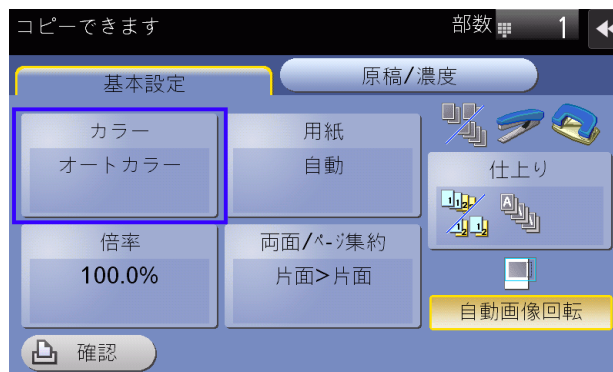 コピーできます
部数 1
基本設定
原稿/濃度
カラー
オートカラー
用紙
自動
仕上り
倍率
100.0%
両面/ページ集約
片面>片面
自動画像回転
確認